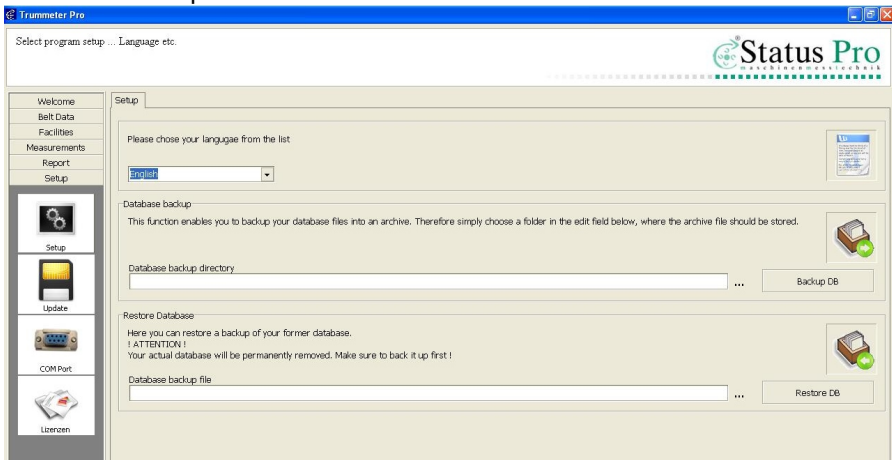 Trummeter Pro
Select program setup ... Language etc.
Status Pro
maschinenmesstechnik
Welcome
Belt Data
Facilities
Measurements
Report
Setup
Setup
Update
COM Port
Lizenzen
Setup
Please chose your langugae from the list
English
Database backup
This function enables you to backup your database files into an archive. Therefore simply choose a folder in the edit field below, where the archive file should be stored.
Database backup directory
...
Backup DB
Restore Database
Here you can restore a backup of your former database.
! ATTENTION !
Your actual database will be permanently removed. Make sure to back it up first !
Database backup file
...
Restore DB